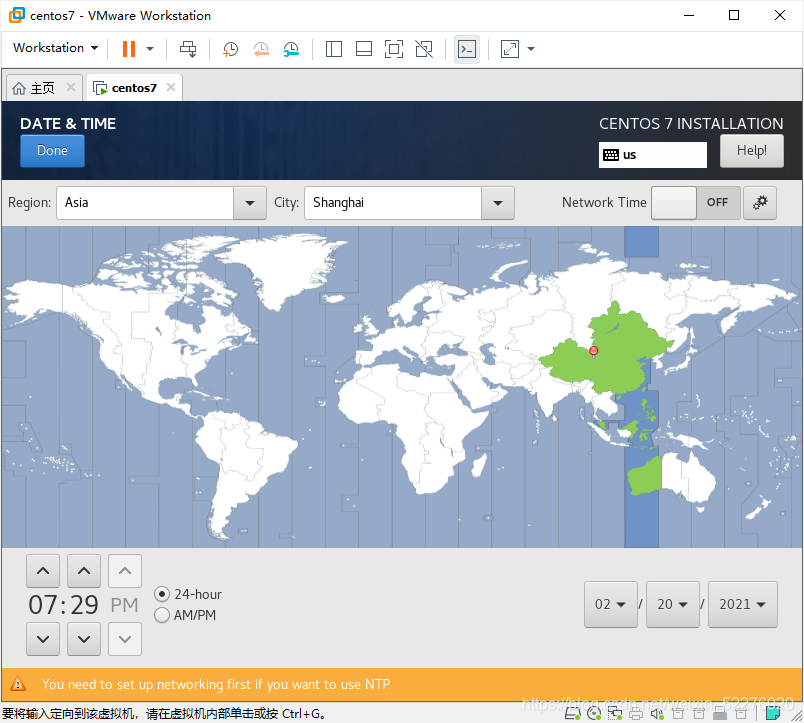 centos7 - VMware Workstation
Workstation
主页
centos7
DATE & TIME
CENTOS 7 INSTALLATION
Done
us
Help!
Region:
Asia
City:
Shanghai
Network Time
OFF
07:29 PM
24-hour
AM/PM
02 / 20 / 2021
You need to set up networking first if you want to use NTP
要将输入定向到该虚拟机，请在虚拟机内部单击或按 Ctrl+G。